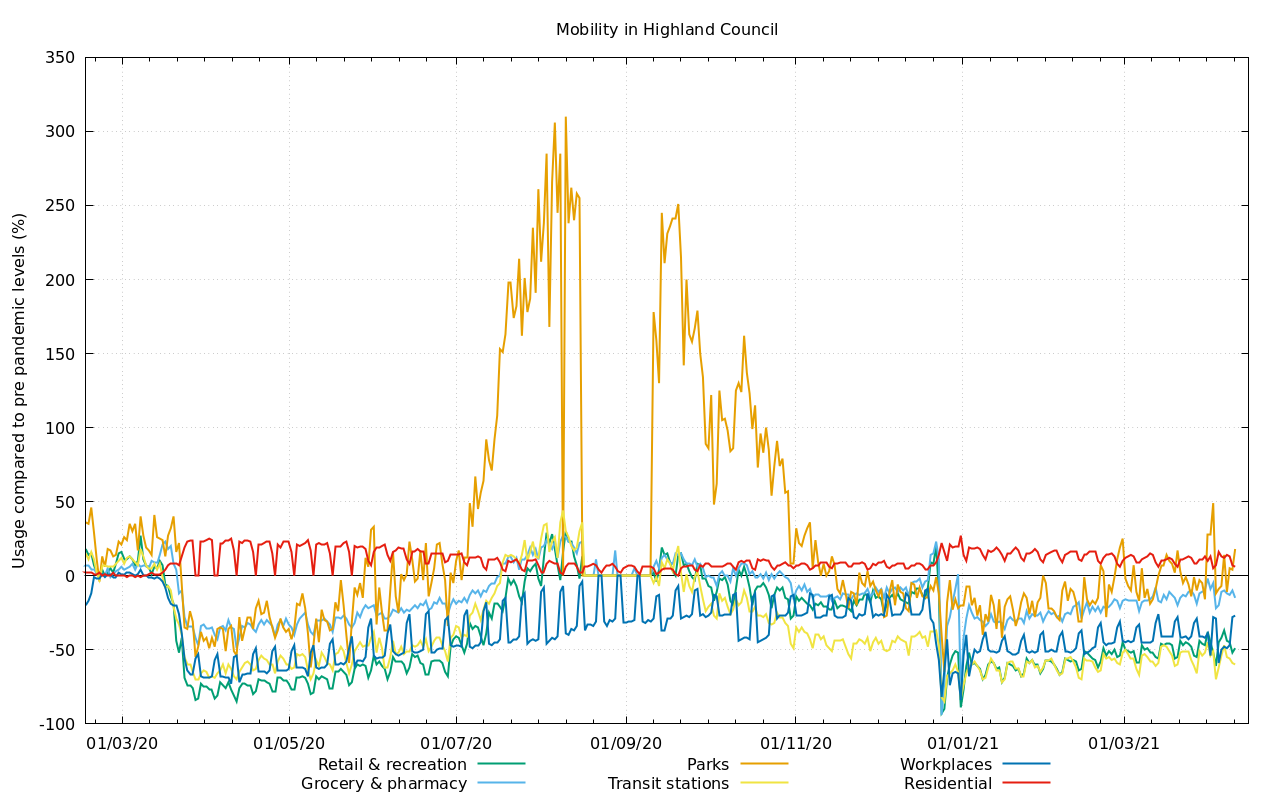 Mobility in Highland Council
Usage compared to pre pandemic levels (%)
350
300
250
200
150
100
50
0
-50
-100
01/03/20 01/05/20 01/07/20 01/09/20 01/11/20 01/01/21 01/03/21
Retail & recreation Parks Workplaces
Grocery & pharmacy Transit stations Residential